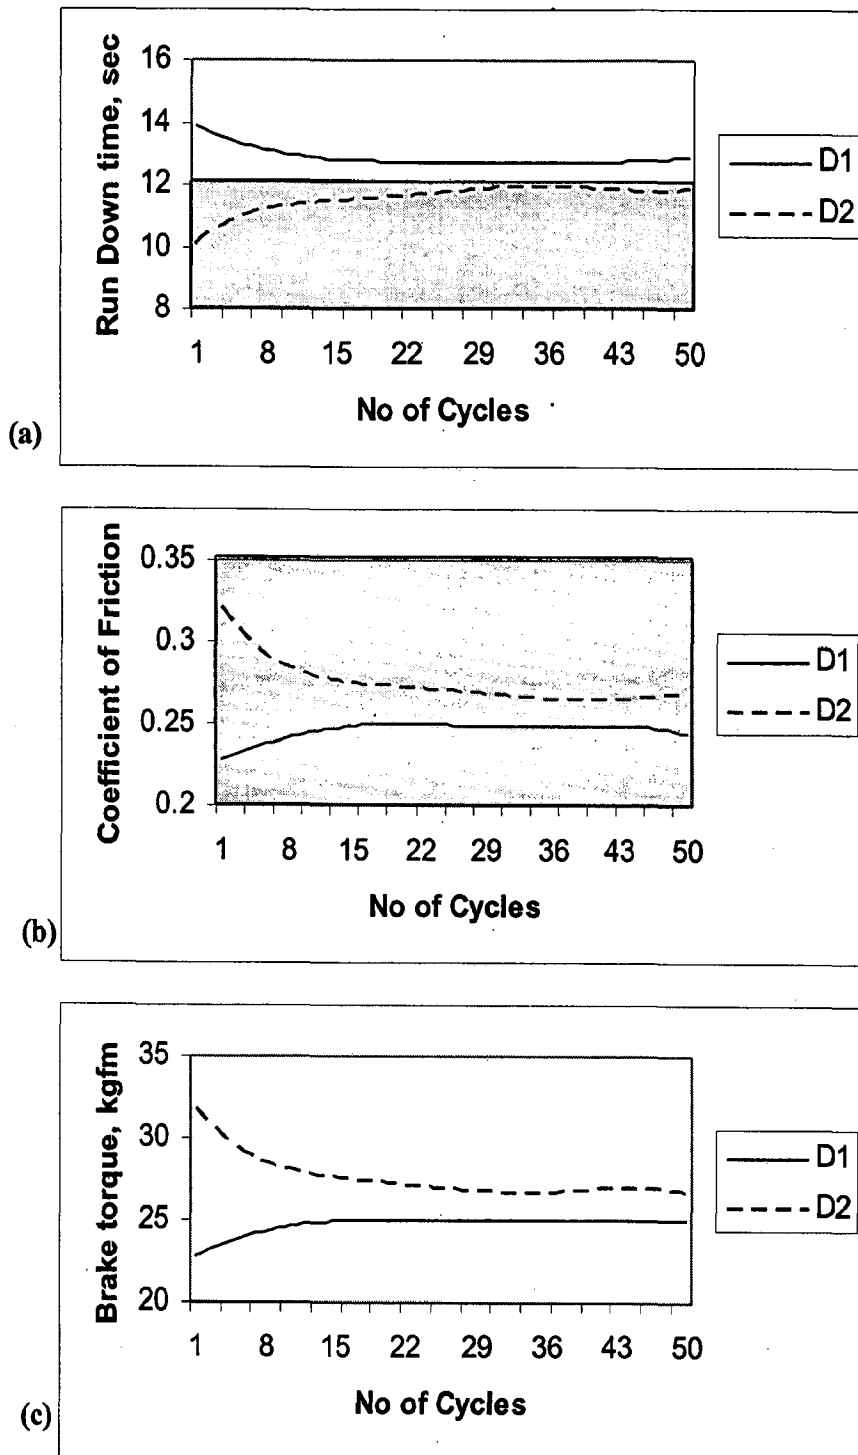 Run Down time, sec
16
14
12
10
8
1 8 15 22 29 36 43 50
No of Cycles
D1
D2
(a)
Coefficient of Friction
0.35
0.3
0.25
0.2
1 8 15 22 29 36 43 50
No of Cycles
D1
D2
(b)
Brake torque, kgfm
35
30
25
20
1 8 15 22 29 36 43 50
No of Cycles
D1
D2
(c)